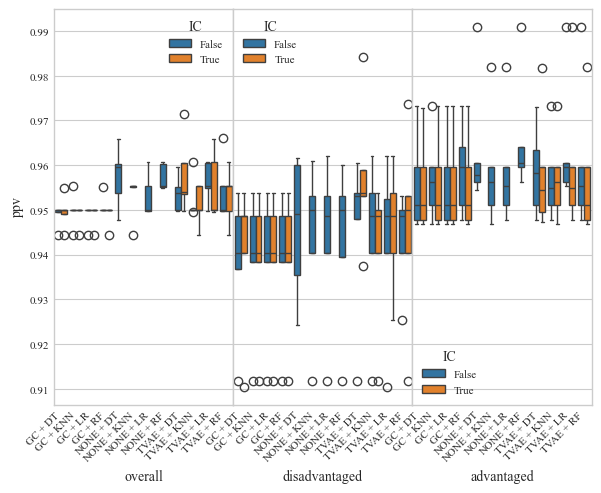 IC
False
True
IC
False
True
IC
False
True
ppv
0.99
0.98
0.97
0.96
0.95
0.94
0.93
0.92
0.91
GC + DT
GC + KNN
GC + LR
GC + RF
NONE + DT
NONE + KNN
NONE + LR
NONE + RF
TVAE + DT
TVAE + KNN
TVAE + LR
TVAE + RF
GC + DT
GC + KNN
GC + LR
GC + RF
NONE + DT
NONE + KNN
NONE + LR
NONE + RF
TVAE + DT
TVAE + KNN
TVAE + LR
TVAE + RF
GC + DT
GC + KNN
GC + LR
GC + RF
NONE + DT
NONE + KNN
NONE + LR
NONE + RF
TVAE + DT
TVAE + KNN
TVAE + LR
TVAE + RF
overall
disadvantaged
advantaged